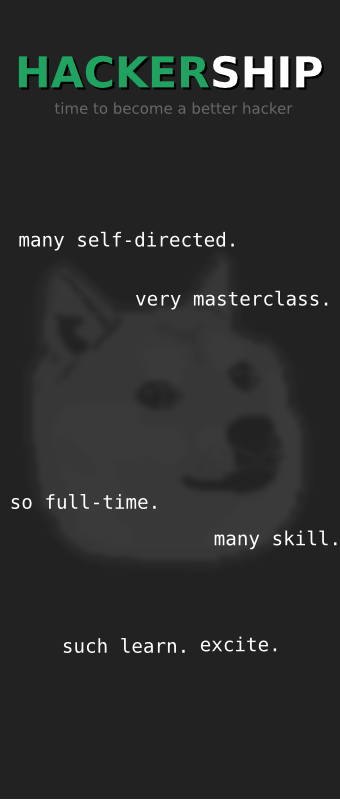 HACKERSHIP
time to become a better hacker
many self-directed.
very masterclass.
so full-time.
many skill.
such learn. excite.